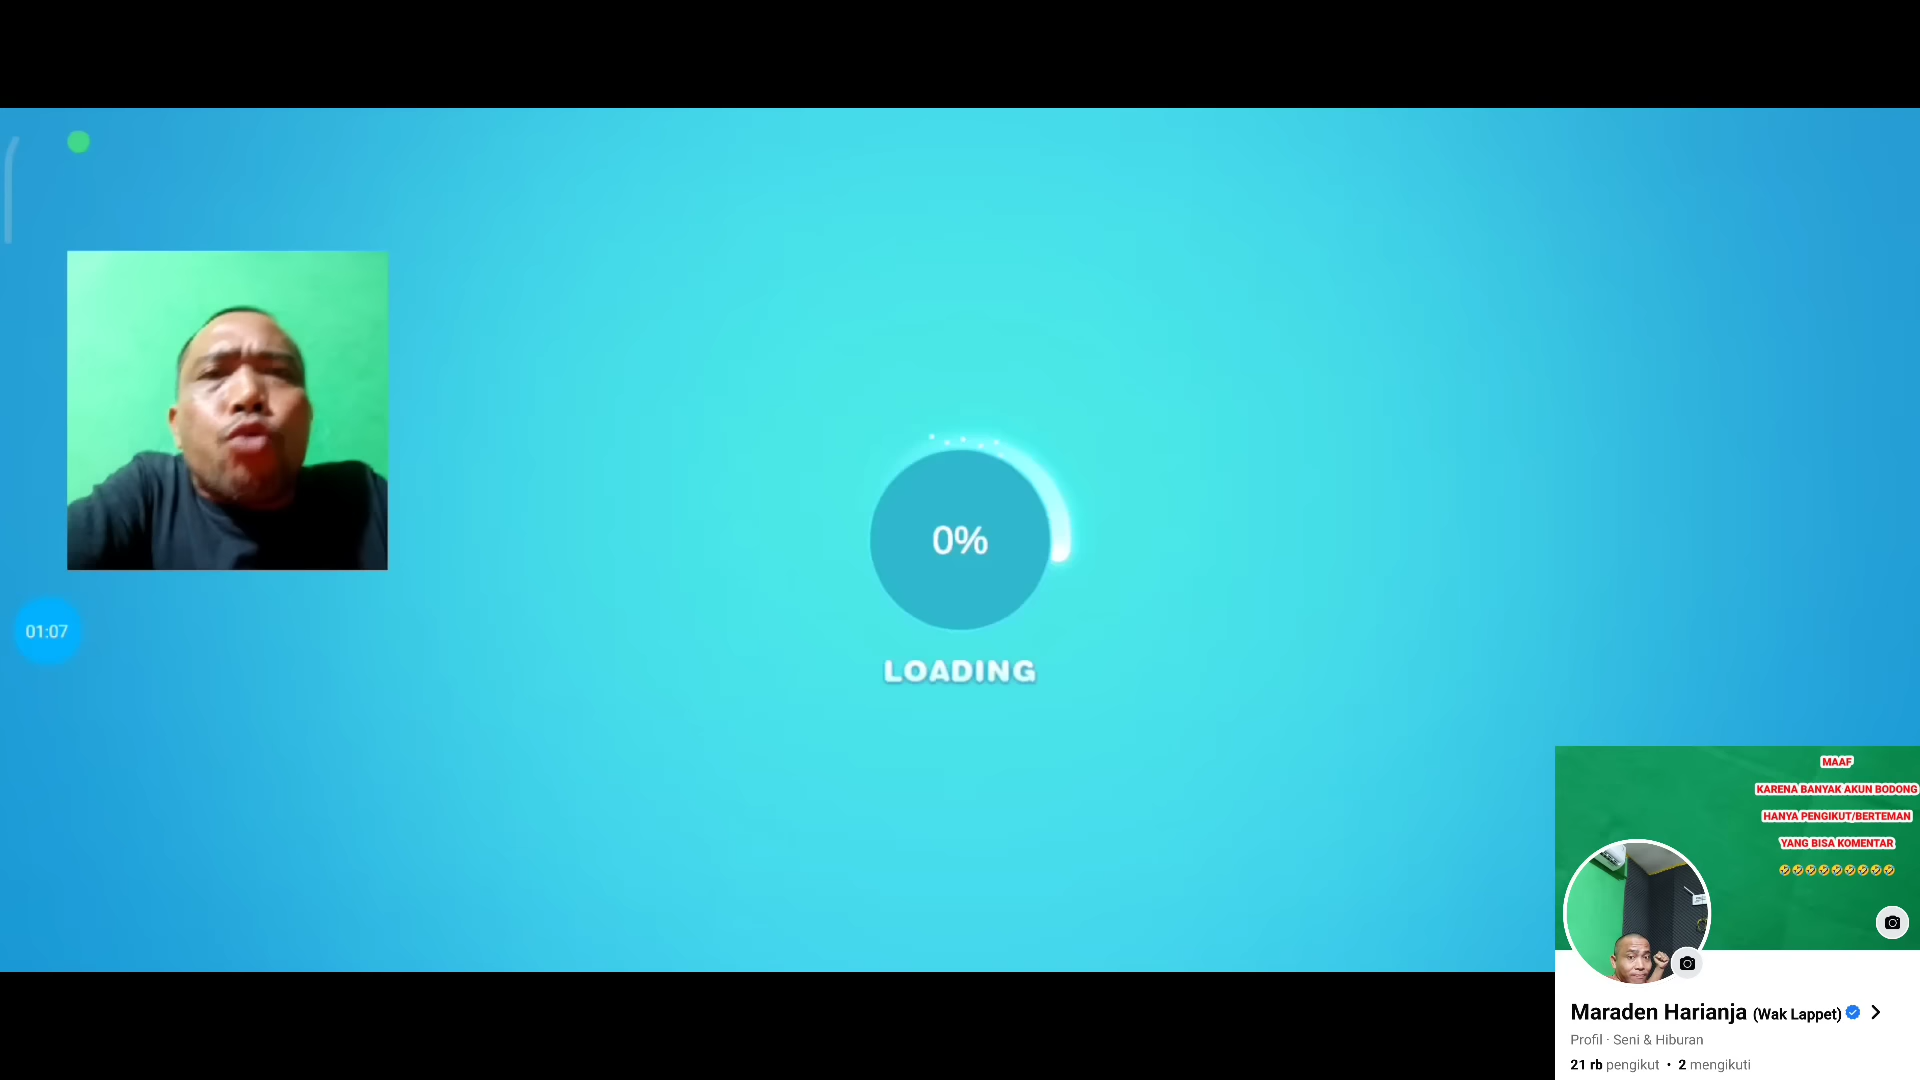 0%
LOADING
01:07
MAAF
KARENA BANYAK AKUN BODONG
HANYA PENGIKUT/BERTEMAN
YANG BISA KOMENTAR
🤣🤣🤣🤣🤣🤣🤣🤣🤣
Maraden Harianja (Wak Lappet)
Profil · Seni & Hiburan
21 rb pengikut • 2 mengikuti